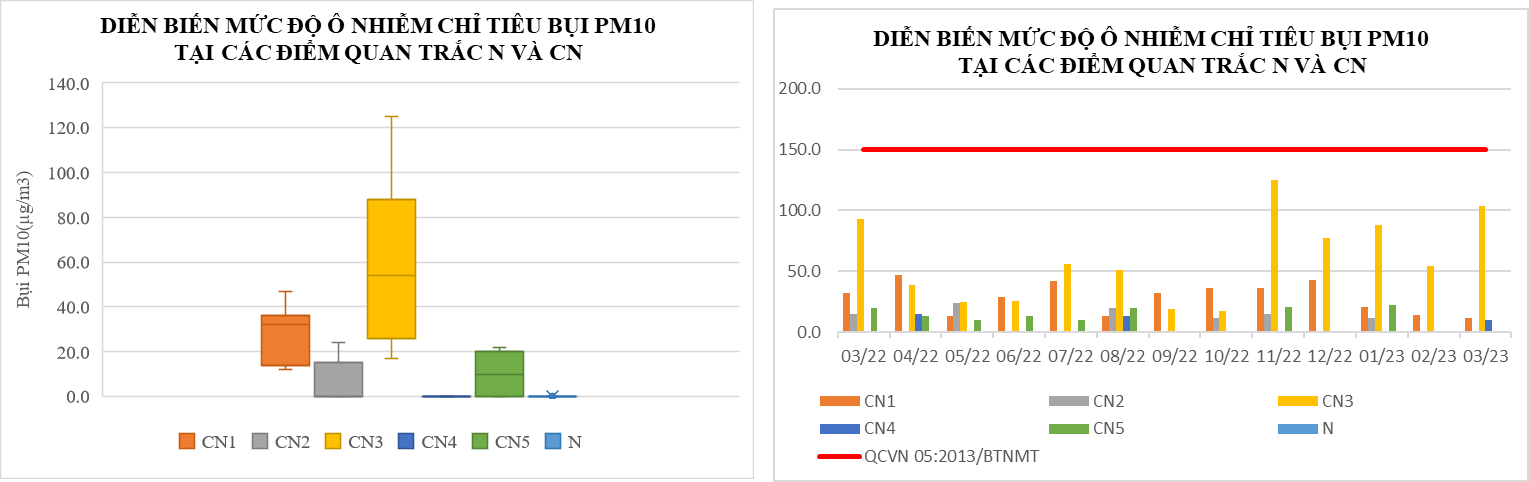 DIỄN BIẾN MỨC ĐỘ Ô NHIỄM CHỈ TIÊU BỤI PM10
TẠI CÁC ĐIỂM QUAN TRẮC N VÀ CN
140.0
120.0
100.0
80.0
60.0
40.0
20.0
0.0
Bụi PM10(µg/m3)
CN1 CN2 CN3 CN4 CN5 N
DIỄN BIẾN MỨC ĐỘ Ô NHIỄM CHỈ TIÊU BỤI PM10
TẠI CÁC ĐIỂM QUAN TRẮC N VÀ CN
200.0
150.0
100.0
50.0
0.0
03/22 04/22 05/22 06/22 07/22 08/22 09/22 10/22 11/22 12/22 01/23 02/23 03/23
CN1 CN2 CN3
CN4 CN5 N
QCVN 05:2013/BTNMT